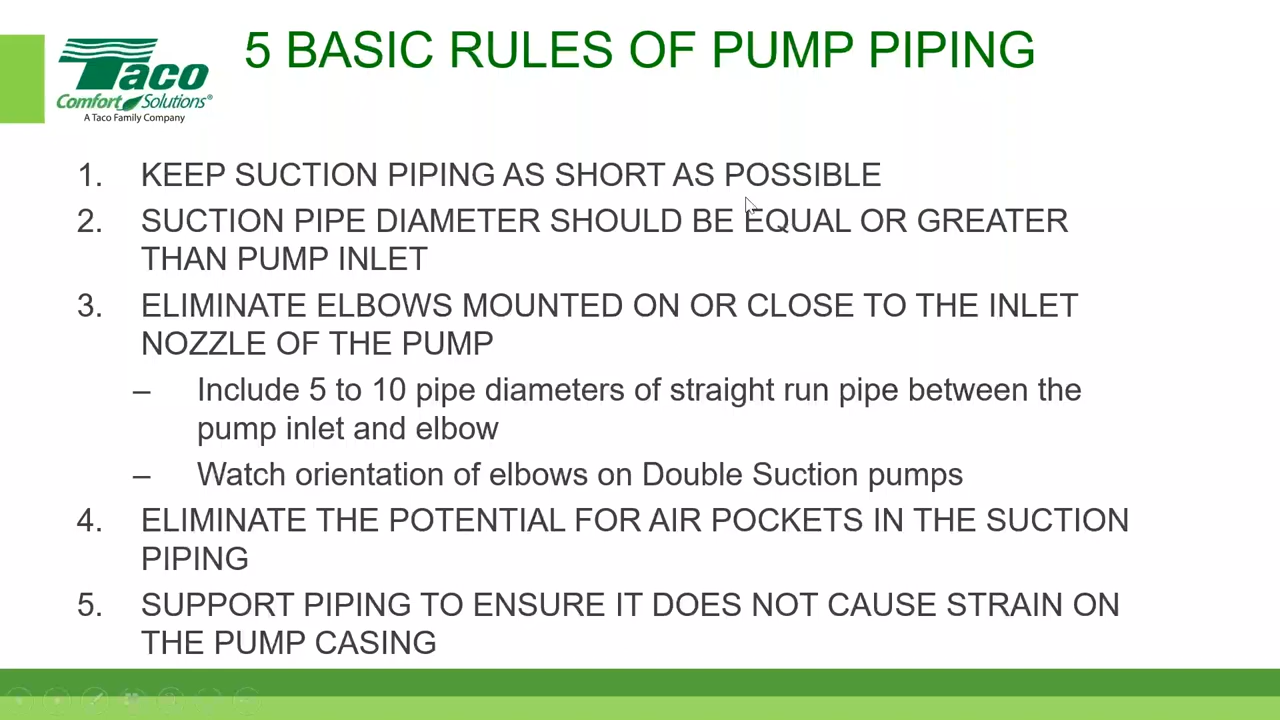 5 BASIC RULES OF PUMP PIPING
Taco
Comfort Solutions®
A Taco Family Company
1. KEEP SUCTION PIPING AS SHORT AS POSSIBLE
2. SUCTION PIPE DIAMETER SHOULD BE EQUAL OR GREATER
THAN PUMP INLET
3. ELIMINATE ELBOWS MOUNTED ON OR CLOSE TO THE INLET
NOZZLE OF THE PUMP
– Include 5 to 10 pipe diameters of straight run pipe between the
pump inlet and elbow
– Watch orientation of elbows on Double Suction pumps
4. ELIMINATE THE POTENTIAL FOR AIR POCKETS IN THE SUCTION
PIPING
5. SUPPORT PIPING TO ENSURE IT DOES NOT CAUSE STRAIN ON
THE PUMP CASING